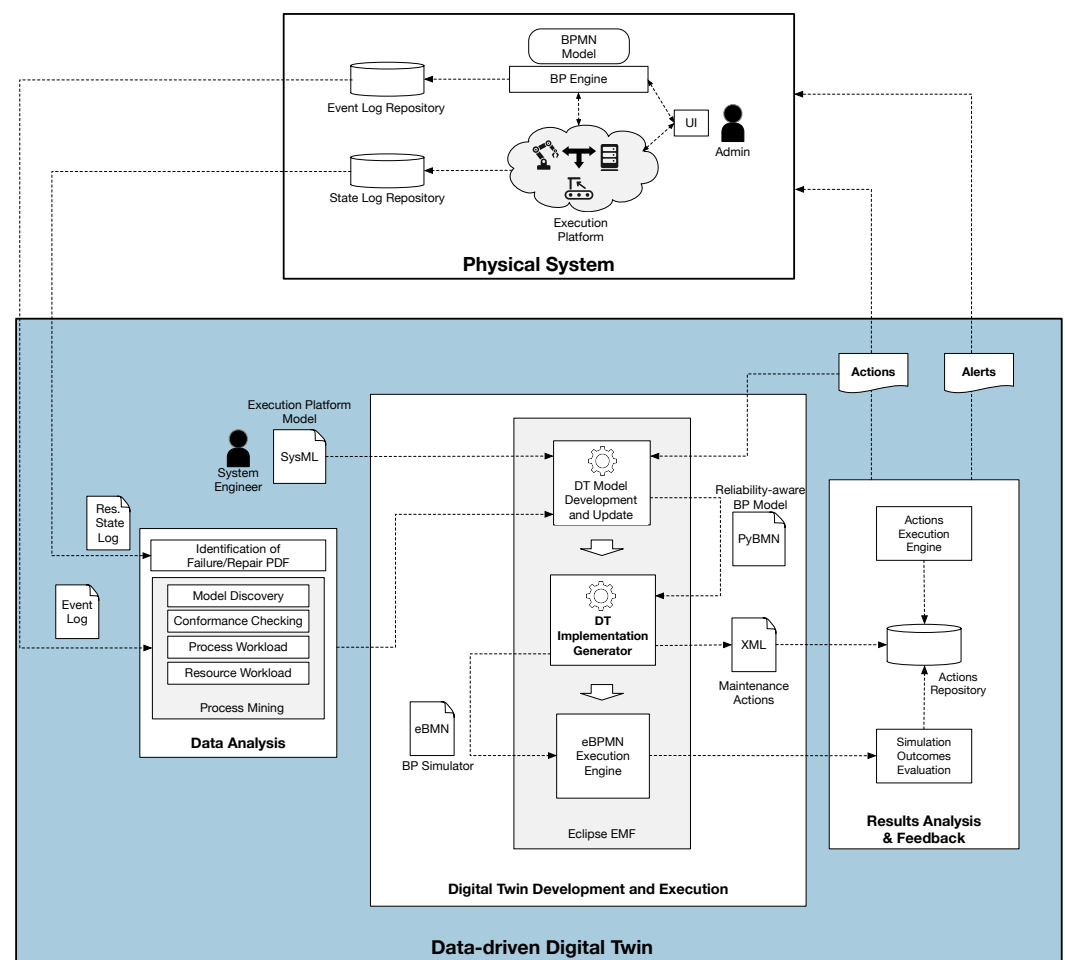 BPMN
Model
BP Engine
Event Log Repository
UI
Admin
State Log Repository
Execution
Platform
Physical System
Actions
Alerts
Execution Platform
Model
SysML
System
Engineer
DT Model
Development
and Update
Reliability-aware
BP Model
PyBMN
Res.
State
Log
Identification of
Failure/Repair PDF
Event
Log
Model Discovery
Conformance Checking
Process Workload
Resource Workload
Process Mining
Data Analysis
DT
Implementation
Generator
XML
Maintenance
Actions
eBMN
BP Simulator
eBPMN
Execution
Engine
Eclipse EMF
Digital Twin Development and Execution
Actions
Execution
Engine
Actions
Repository
Simulation
Outcomes
Evaluation
Results Analysis
& Feedback
Data-driven Digital Twin